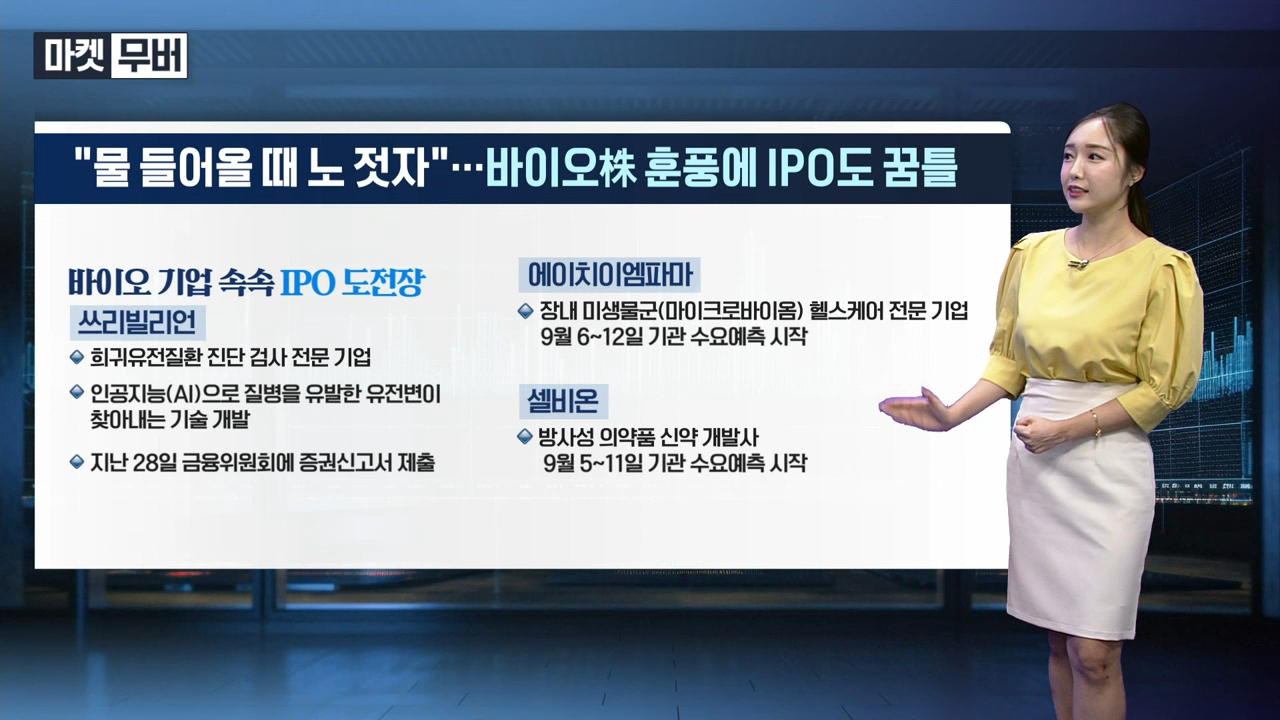 마켓무버
"물 들어올 때 노 젓자"…바이오株 훈풍에 IPO도 꿈틀
바이오 기업 속속 IPO 도전장
쓰리빌리언
희귀유전질환 진단 검사 전문 기업
인공지능(AI)으로 질병을 유발한 유전변이
찾아내는 기술 개발
지난 28일 금융위원회에 증권신고서 제출
에이치이엠파마
장내 미생물군(마이크로바이옴) 헬스케어 전문 기업
9월 6~12일 기관 수요예측 시작
셀비온
방사성 의약품 신약 개발사
9월 5~11일 기관 수요예측 시작